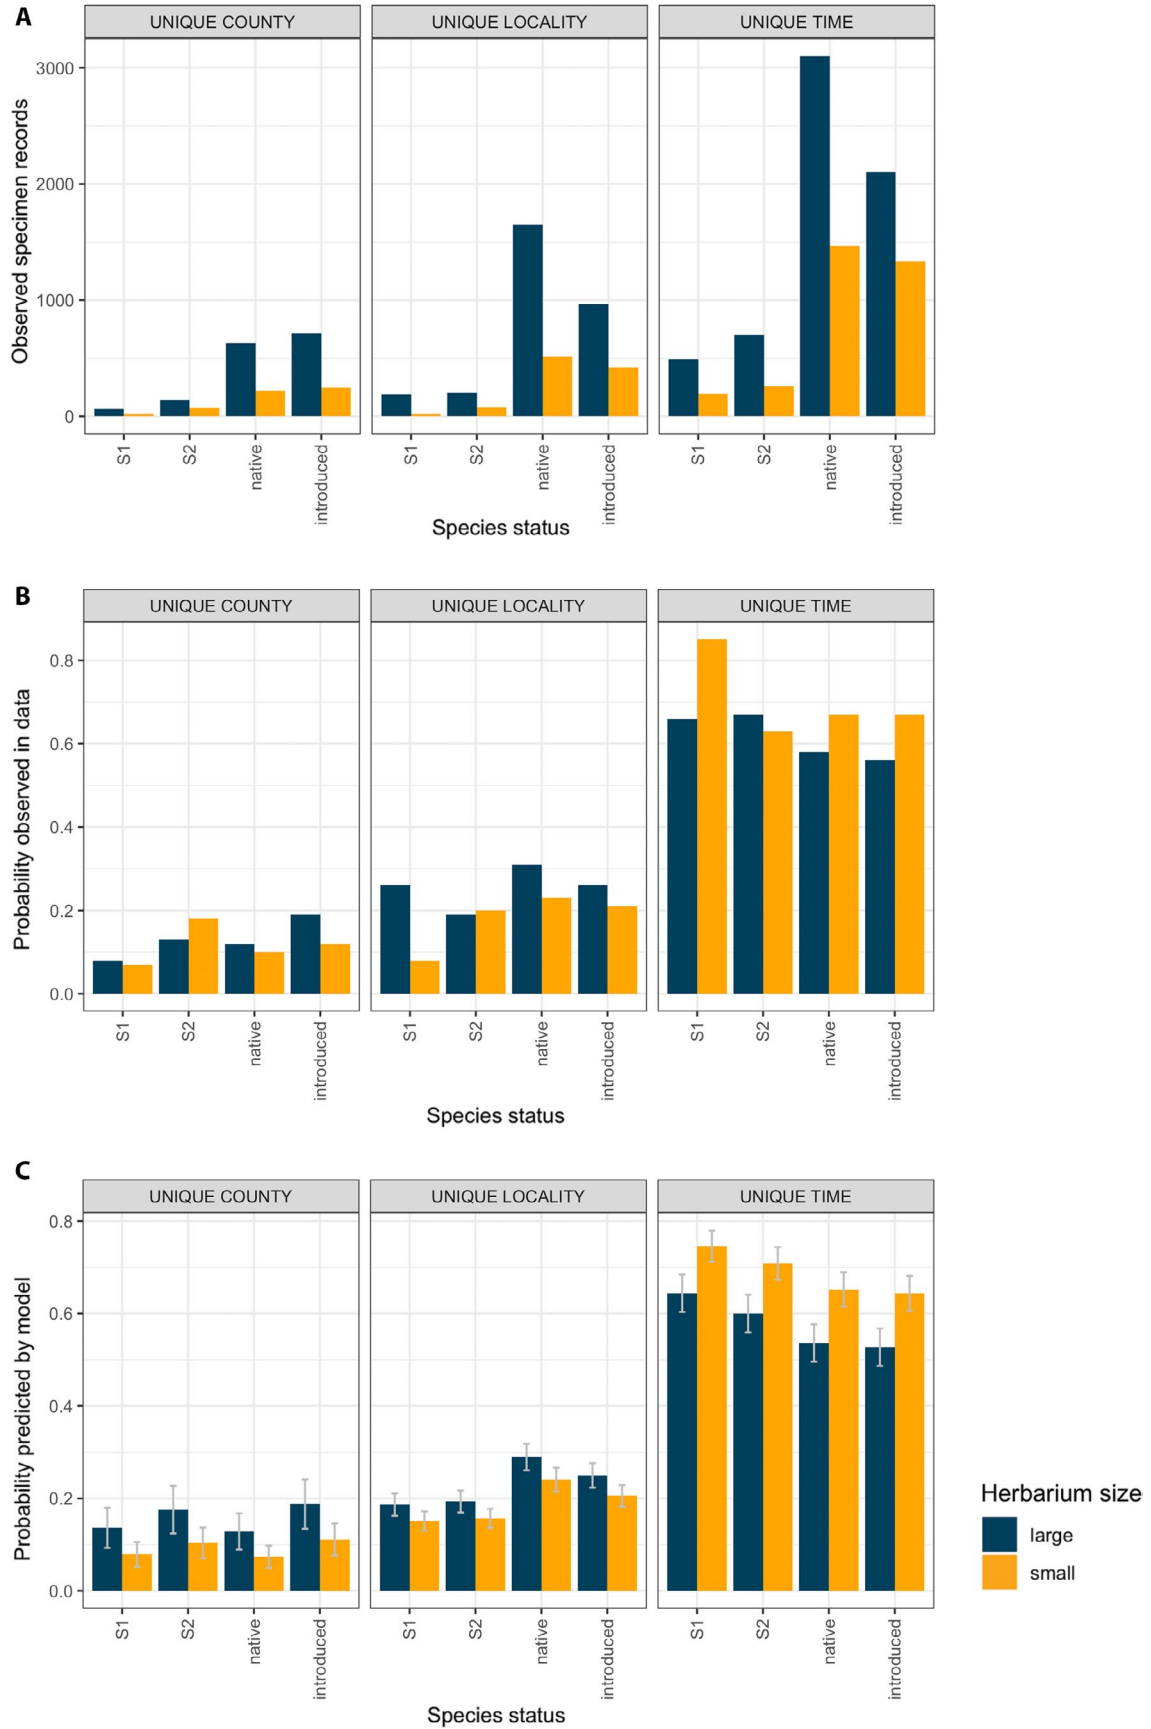 A
UNIQUE COUNTY UNIQUE LOCALITY UNIQUE TIME
Observed specimen records
3000
2000
1000
0
S1 S2 native introduced S1 S2 native introduced S1 S2 native introduced
Species status
B
UNIQUE COUNTY UNIQUE LOCALITY UNIQUE TIME
Probability observed in data
0.8
0.6
0.4
0.2
0.0
S1 S2 native introduced S1 S2 native introduced S1 S2 native introduced
Species status
C
UNIQUE COUNTY UNIQUE LOCALITY UNIQUE TIME
Probability predicted by model
0.8
0.6
0.4
0.2
0.0
S1 S2 native introduced S1 S2 native introduced S1 S2 native introduced
Species status
Herbarium size
large
small